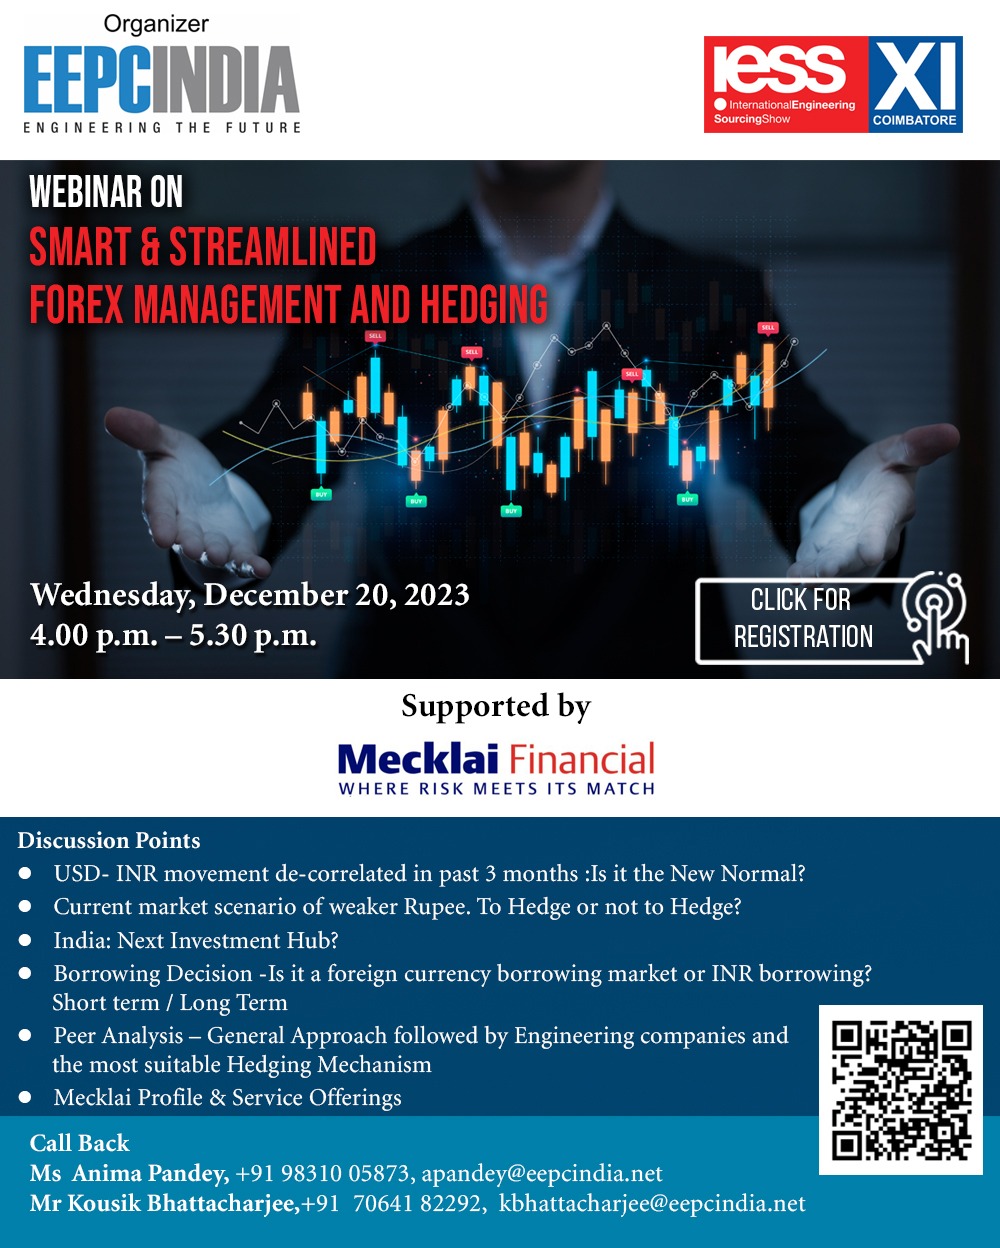 Organizer
EEPCINDIA
ENGINEERING THE FUTURE
IESS
InternationalEngineering
SourcingShow
XI
COIMBATORE
WEBINAR ON
SMART & STREAMLINED
FOREX MANAGEMENT AND HEDGING
SELL
SELL
SELL
SELL
BUY
BUY
BUY
BUY
Wednesday, December 20, 2023
4.00 p.m. – 5.30 p.m.
CLICK FOR
REGISTRATION
Supported by
Mecklai Financial
WHERE RISK MEETS ITS MATCH
Discussion Points
● USD- INR movement de-correlated in past 3 months :Is it the New Normal?
● Current market scenario of weaker Rupee. To Hedge or not to Hedge?
● India: Next Investment Hub?
● Borrowing Decision -Is it a foreign currency borrowing market or INR borrowing?
Short term / Long Term
● Peer Analysis – General Approach followed by Engineering companies and
the most suitable Hedging Mechanism
● Mecklai Profile & Service Offerings
Call Back
Ms Anima Pandey, +91 98310 05873, apandey@eepcindia.net
Mr Kousik Bhattacharjee,+91 70641 82292, kbhattacharjee@eepcindia.net